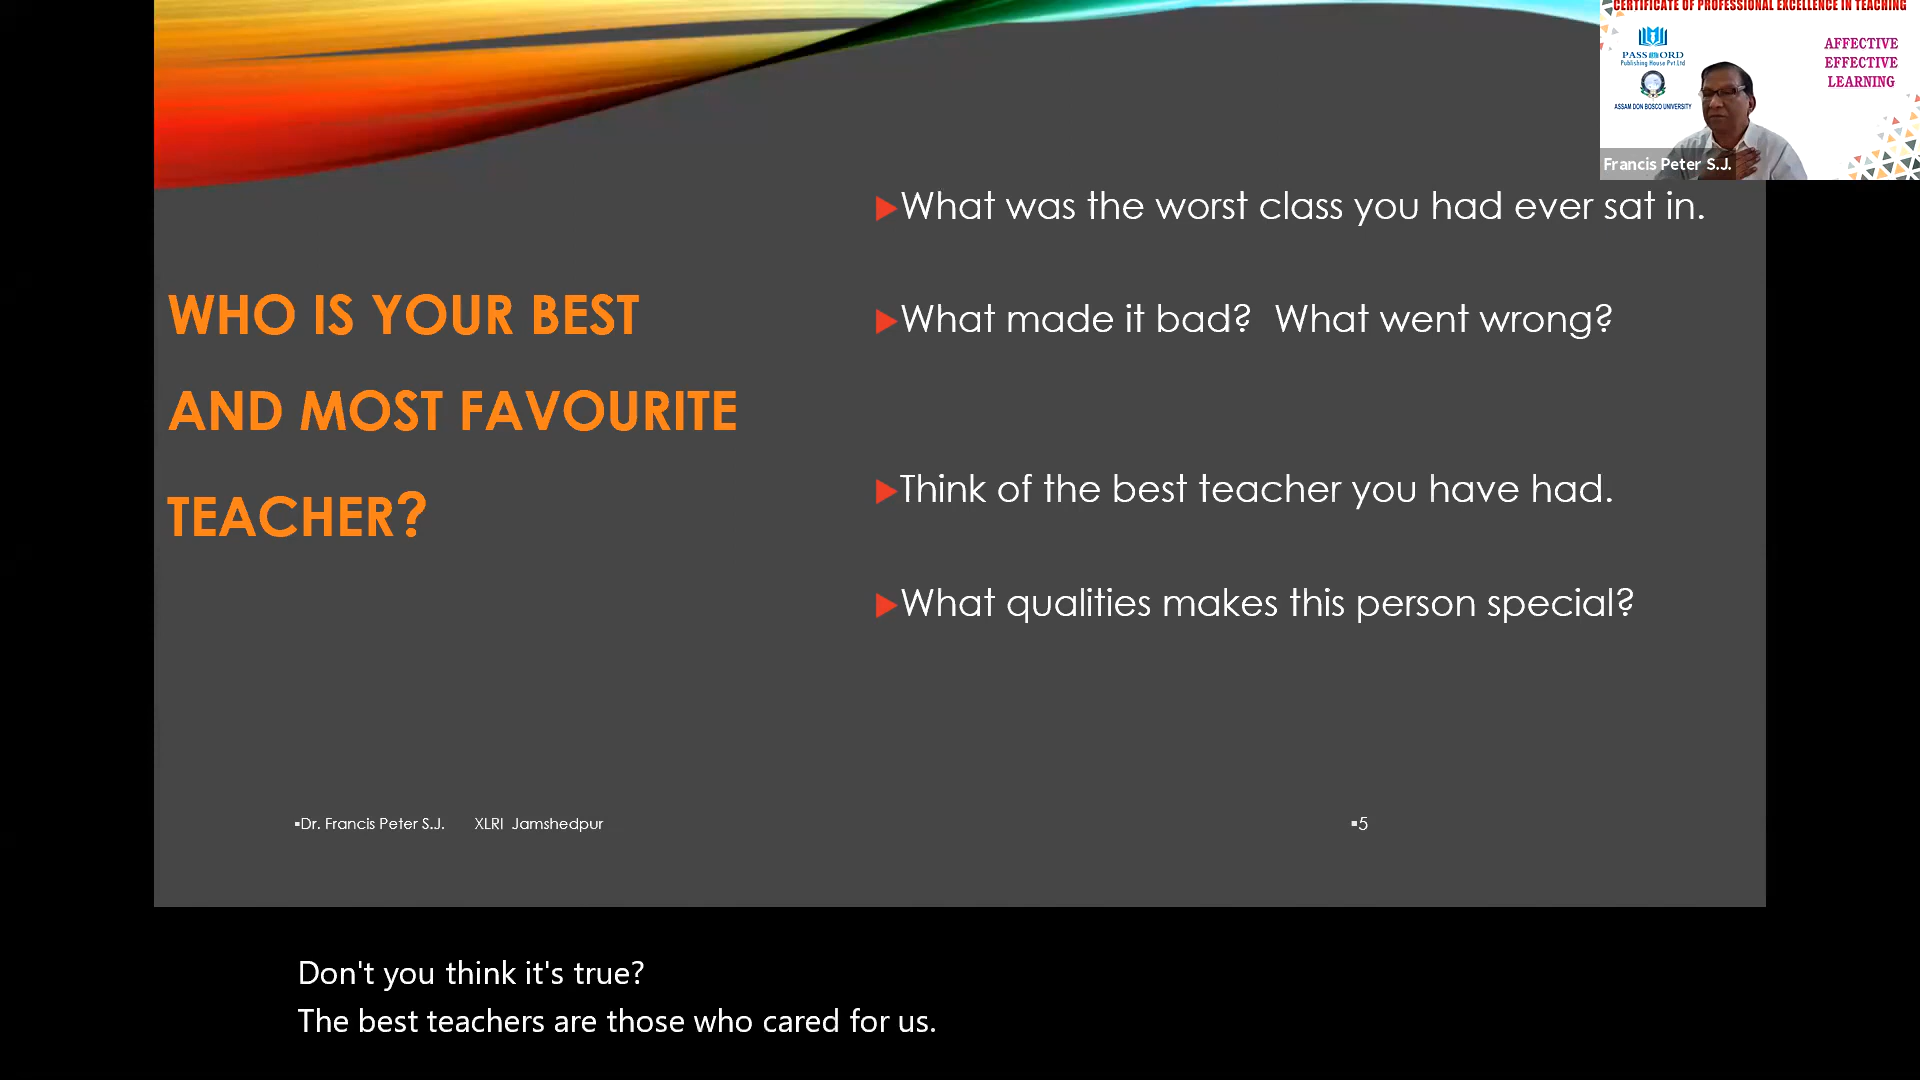 CERTIFICATE OF PROFESSIONAL EXCELLENCE IN TEACHING
PASSWORD
Publishing House Pvt Ltd
ASSAM DON BOSCO UNIVERSITY
AFFECTIVE
EFFECTIVE
LEARNING
Francis Peter S.J.
WHO IS YOUR BEST
AND MOST FAVOURITE
TEACHER?
▶What was the worst class you had ever sat in.
▶What made it bad?  What went wrong?
▶Think of the best teacher you have had.
▶What qualities makes this person special?
▪Dr. Francis Peter S.J.    XLRI  Jamshedpur
▪5
Don't you think it's true?
The best teachers are those who cared for us.